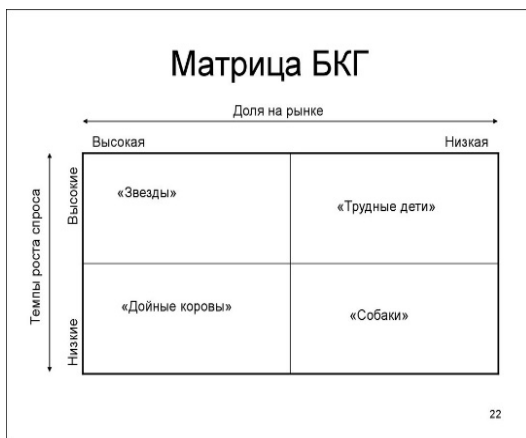 Матрица БКГ
Доля на рынке
Высокая
Низкая
Темпы роста спроса
Высокие
«Звезды»
«Трудные дети»
Низкие
«Дойные коровы»
«Собаки»
22